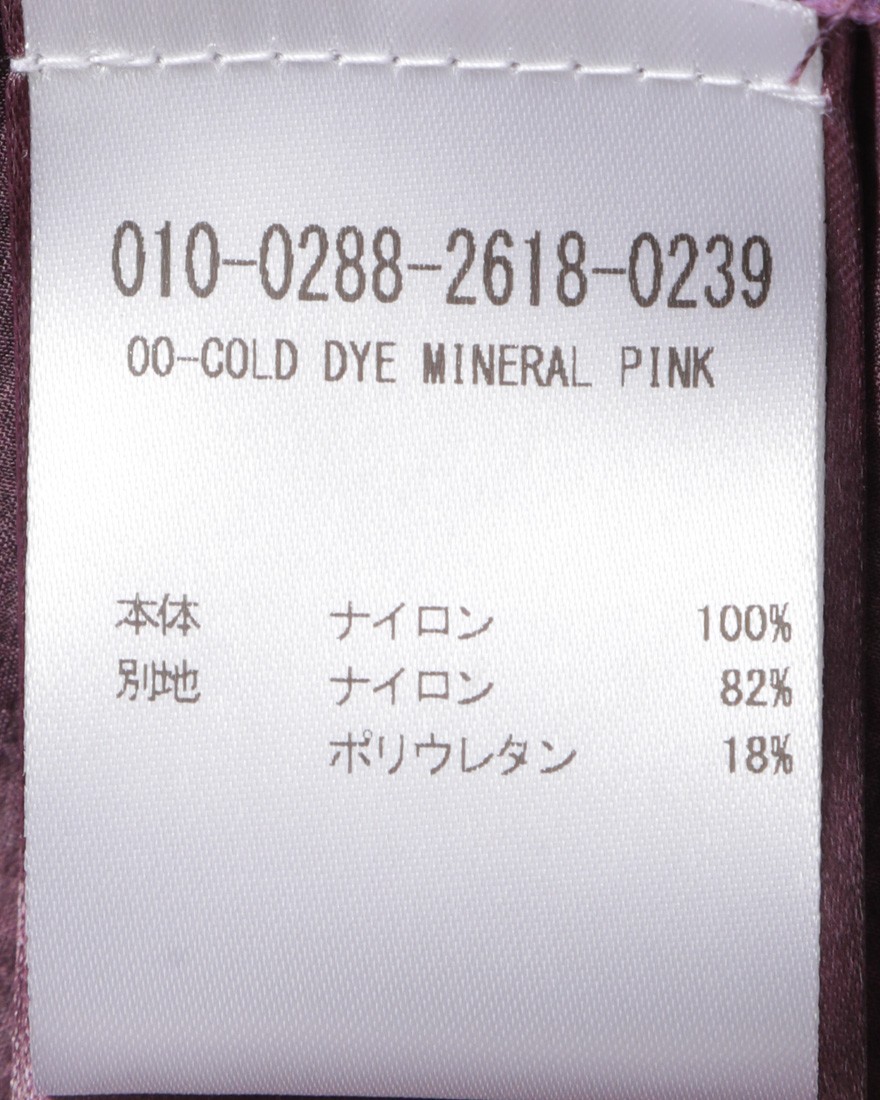 010-0288-2618-0239
00-COLD DYE MINERAL PINK
本体 ナイロン 100%
別地 ナイロン 82%
ポリウレタン 18%